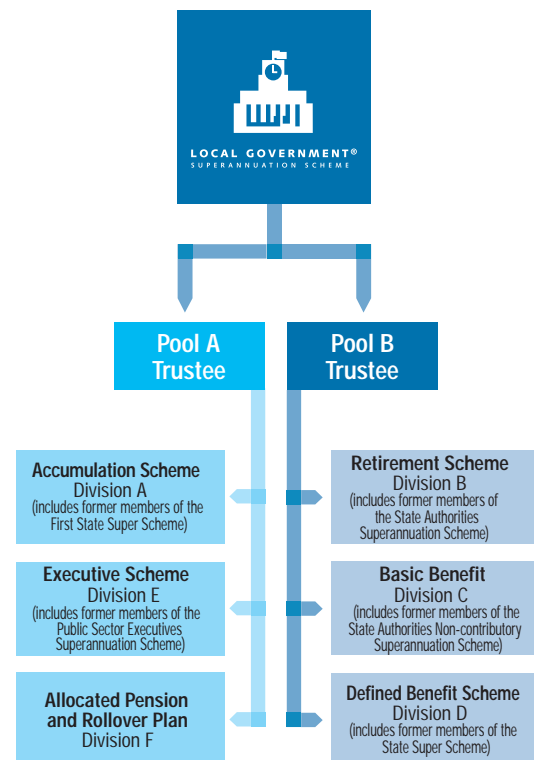 LOCAL GOVERNMENT®
SUPERANNUATION SCHEME
Pool A
Trustee
Pool B
Trustee
Accumulation Scheme
Division A
(includes former members of the
First State Super Scheme)
Retirement Scheme
Division B
(includes former members of
the State Authorities
Superannuation Scheme)
Executive Scheme
Division E
(includes former members of the
Public Sector Executives
Superannuation Scheme)
Basic Benefit
Division C
(includes former members of the
State Authorities Non-contributory
Superannuation Scheme)
Allocated Pension
and Rollover Plan
Division F
Defined Benefit Scheme
Division D
(includes former members of the
State Super Scheme)